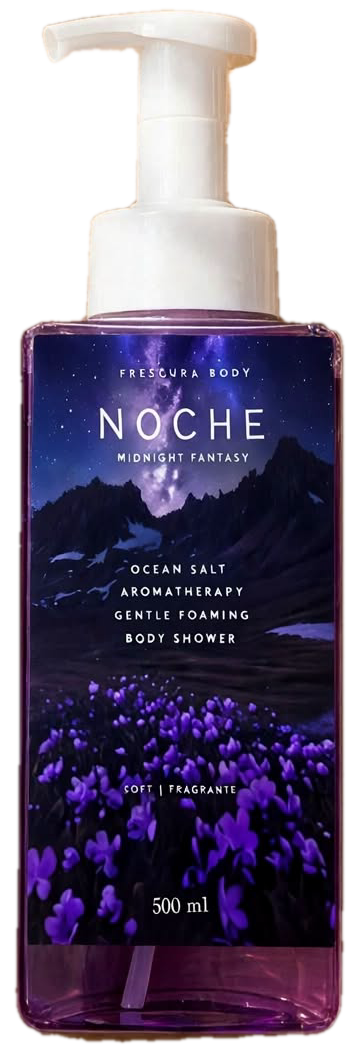 FRESCURA BODY
NOCHE
MIDNIGHT FANTASY
OCEAN SALT
AROMATHERAPY
GENTLE FOAMING
BODY SHOWER
SOFT | FRAGRANTE
500 ml